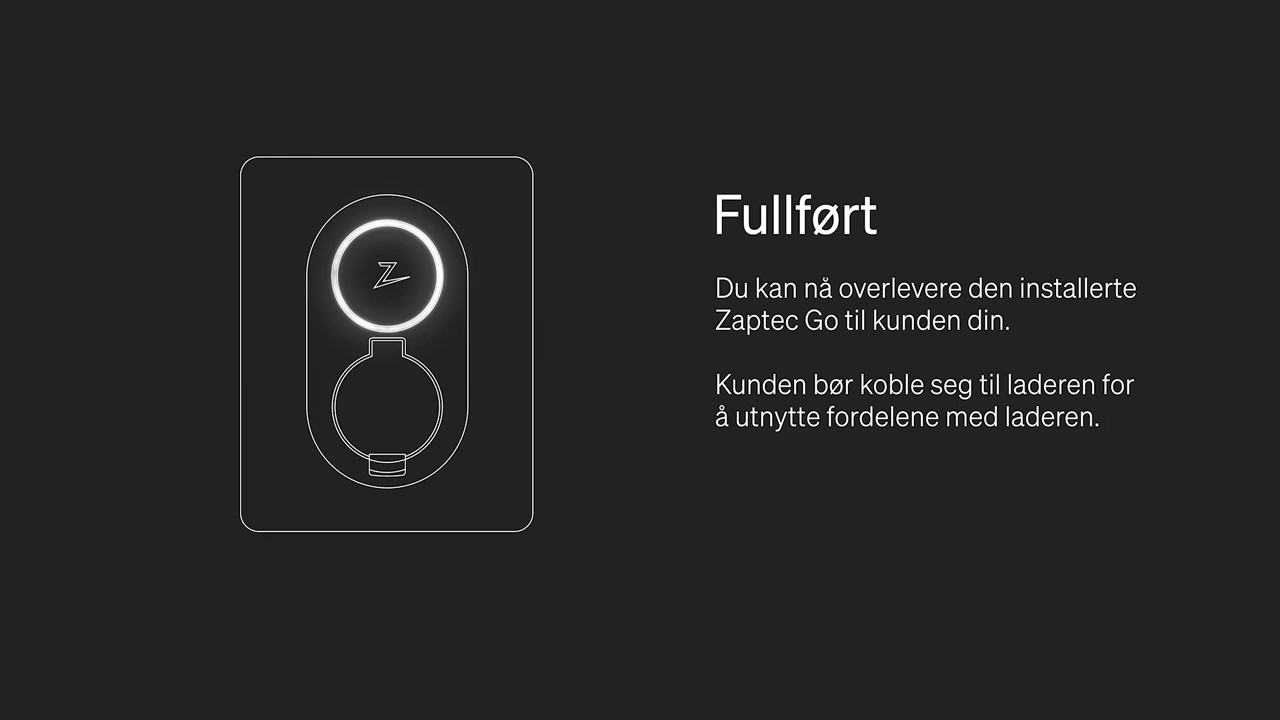 Fullført
Du kan nå overlevere den installerte
Zaptec Go til kunden din.
Kunden bør koble seg til laderen for
å utnytte fordelene med laderen.